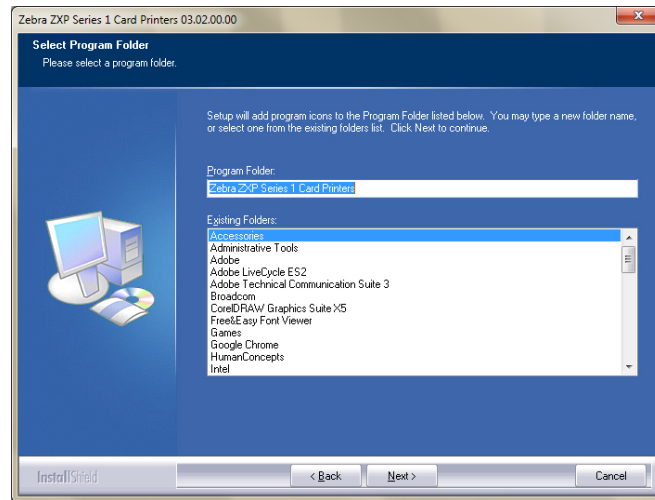 Zebra ZXP Series 1 Card Printers 03.02.00.00
Select Program Folder
Please select a program folder.
Setup will add program icons to the Program Folder listed below. You may type a new folder name,
or select one from the existing folders list. Click Next to continue.
Program Folder:
Zebra ZXP Series 1 Card Printers
Existing Folders:
Accessories
Administrative Tools
Adobe
Adobe LiveCycle ES2
Adobe Technical Communication Suite 3
Broadcom
CorelDRAW Graphics Suite X5
Free&Easy Font Viewer
Games
Google Chrome
HumanConcepts
Intel
InstallShield
< Back
Next >
Cancel